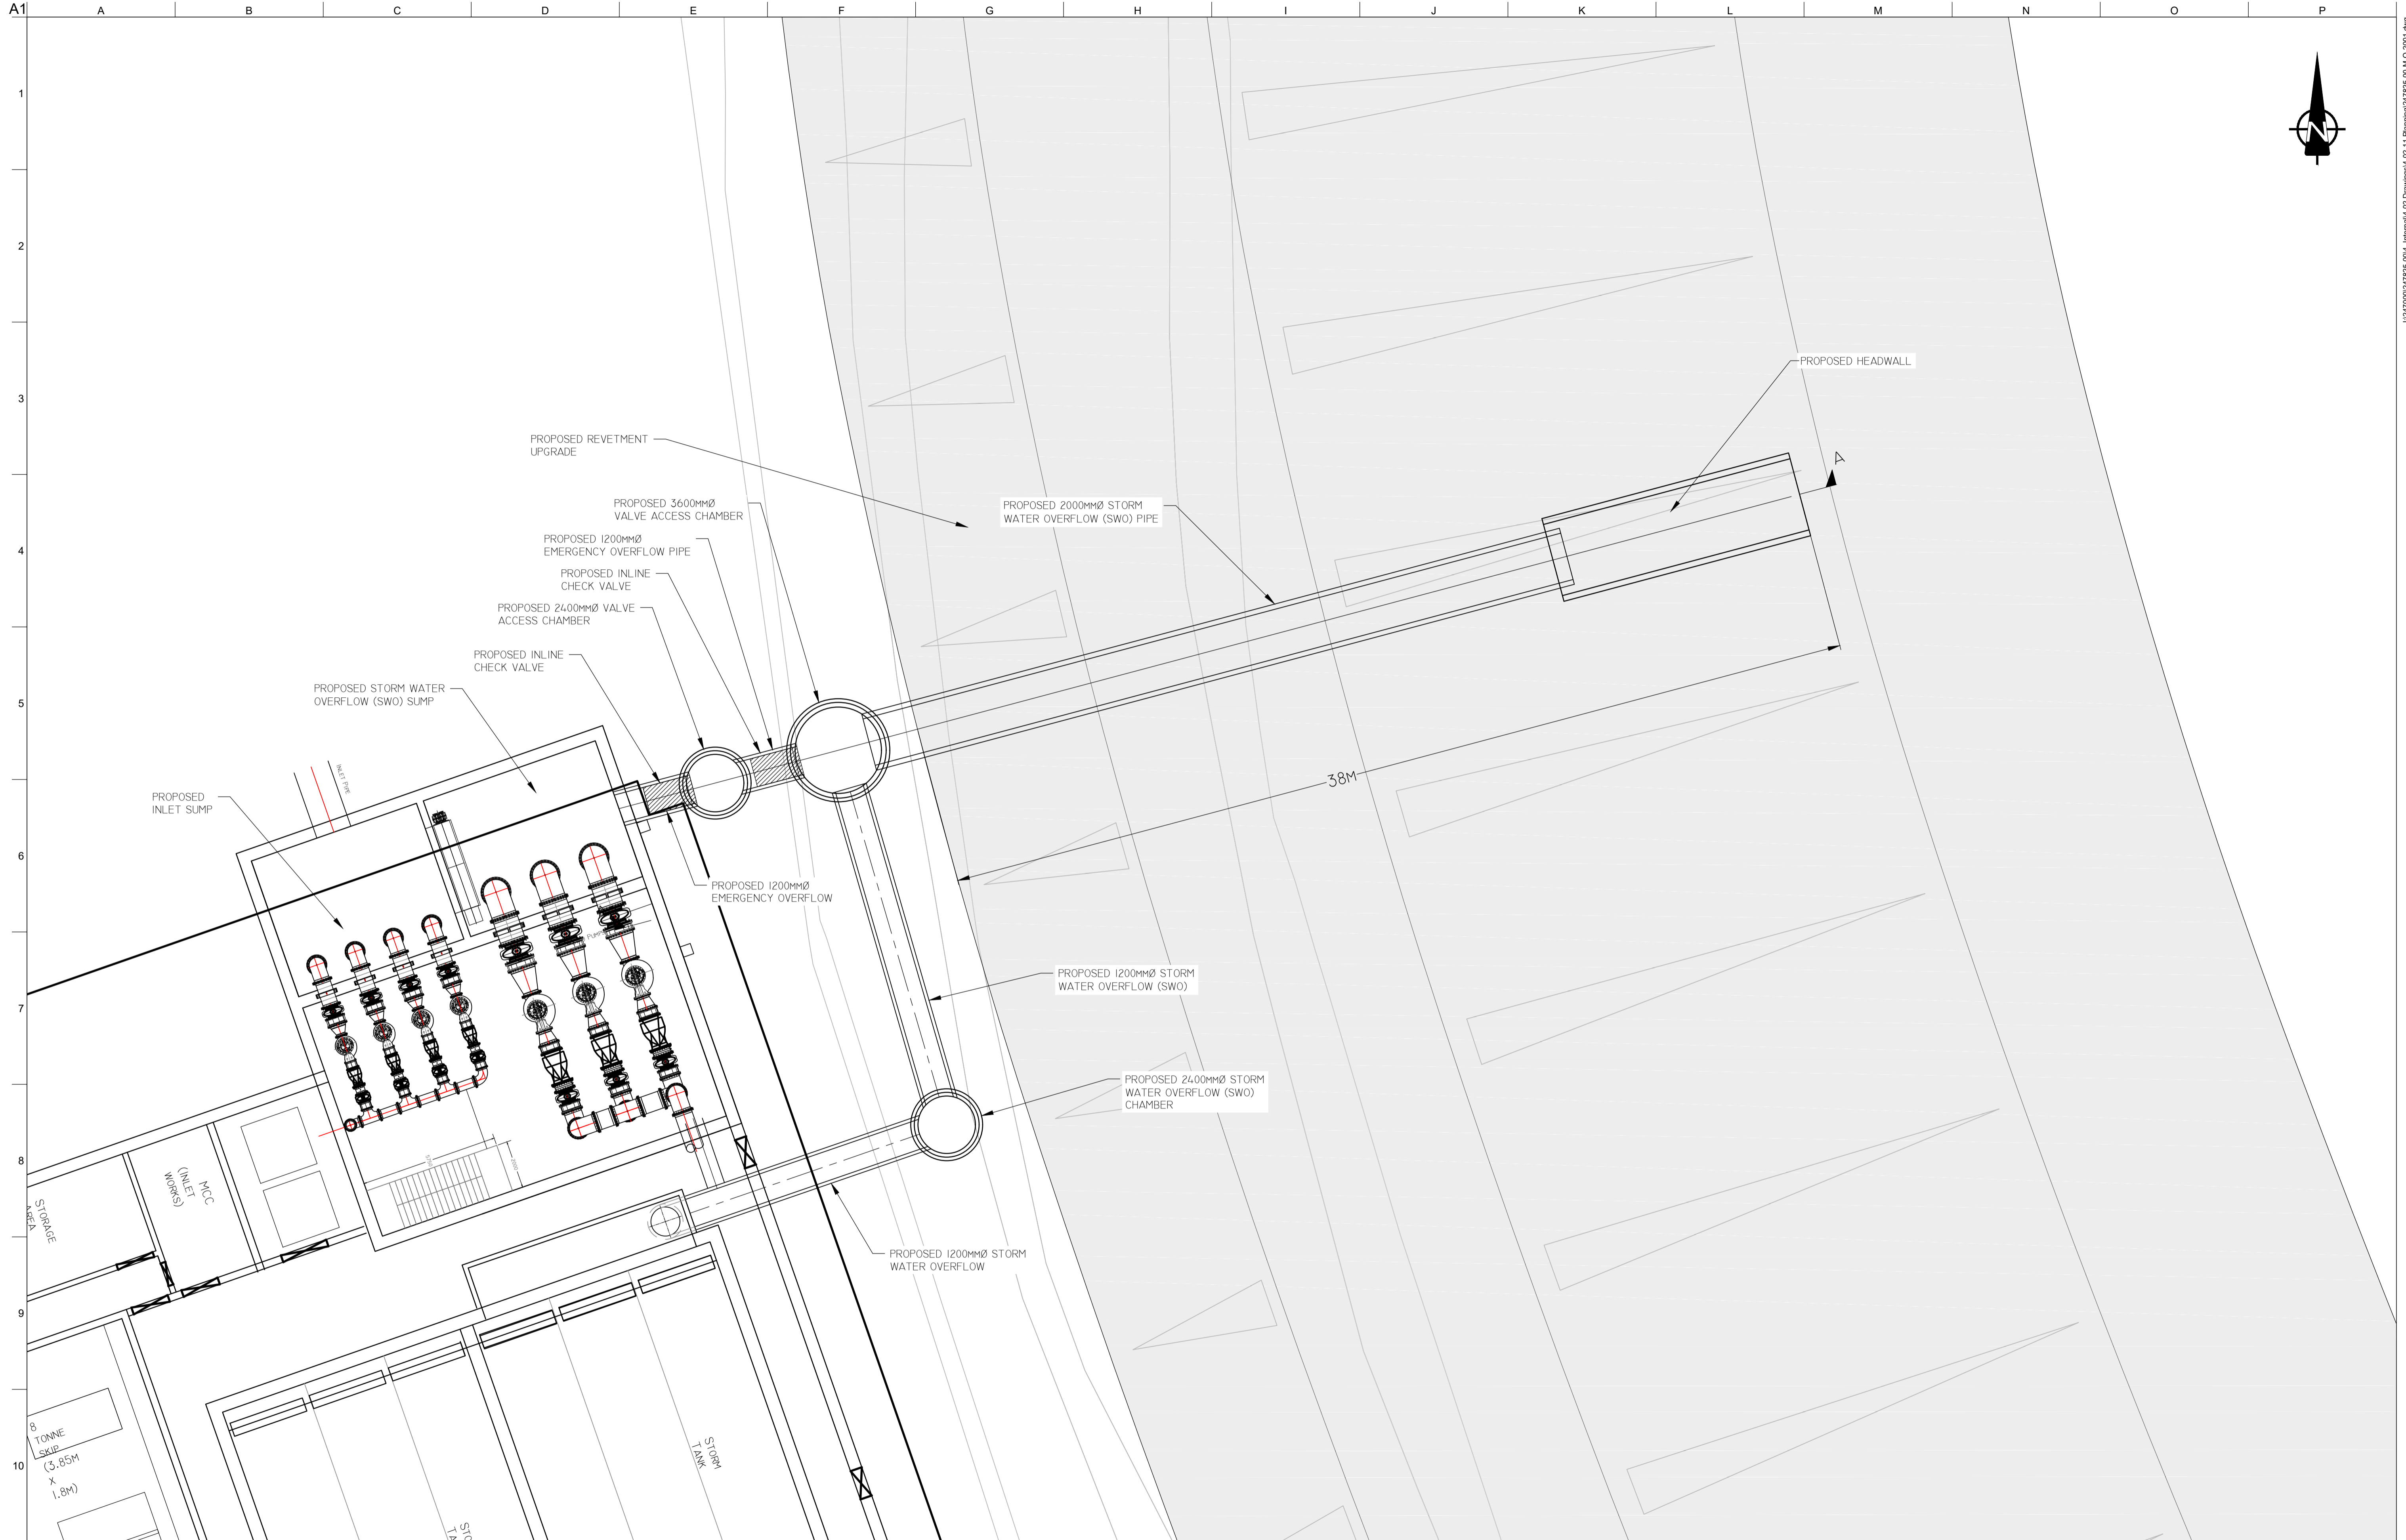 A1
A B C D E F G H I J K L M N O P
1
2
3
4
5
6
7
8
9
10
N
PROPOSED HEADWALL
A
PROPOSED REVETMENT
UPGRADE
PROPOSED 3600MMØ
VALVE ACCESS CHAMBER
PROPOSED 2000MMØ STORM
WATER OVERFLOW (SWO) PIPE
PROPOSED 1200MMØ
EMERGENCY OVERFLOW PIPE
PROPOSED INLINE
CHECK VALVE
PROPOSED 2400MMØ VALVE
ACCESS CHAMBER
PROPOSED INLINE
CHECK VALVE
PROPOSED STORM WATER
OVERFLOW (SWO) SUMP
INLET PIPE
PROPOSED
INLET SUMP
38M
PROPOSED 1200MMØ
EMERGENCY OVERFLOW
PROPOSED 1200MMØ STORM
WATER OVERFLOW (SWO)
PROPOSED 2400MMØ STORM
WATER OVERFLOW (SWO)
CHAMBER
PROPOSED 1200MMØ STORM
WATER OVERFLOW
MCC
(INLET
WORKS)
STORAGE
AREA
8
TONNE
SKIP
(3.85M
X
1.8M)
STORM
TANK